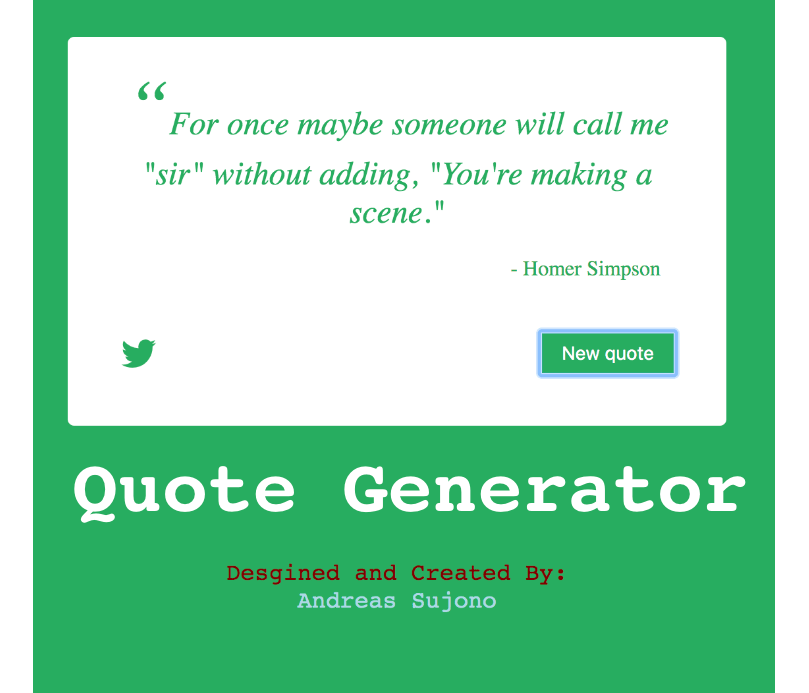 “For once maybe someone will call me
"sir" without adding, "You're making a
scene."
- Homer Simpson
New quote
Quote Generator
Desgined and Created By:
Andreas Sujono